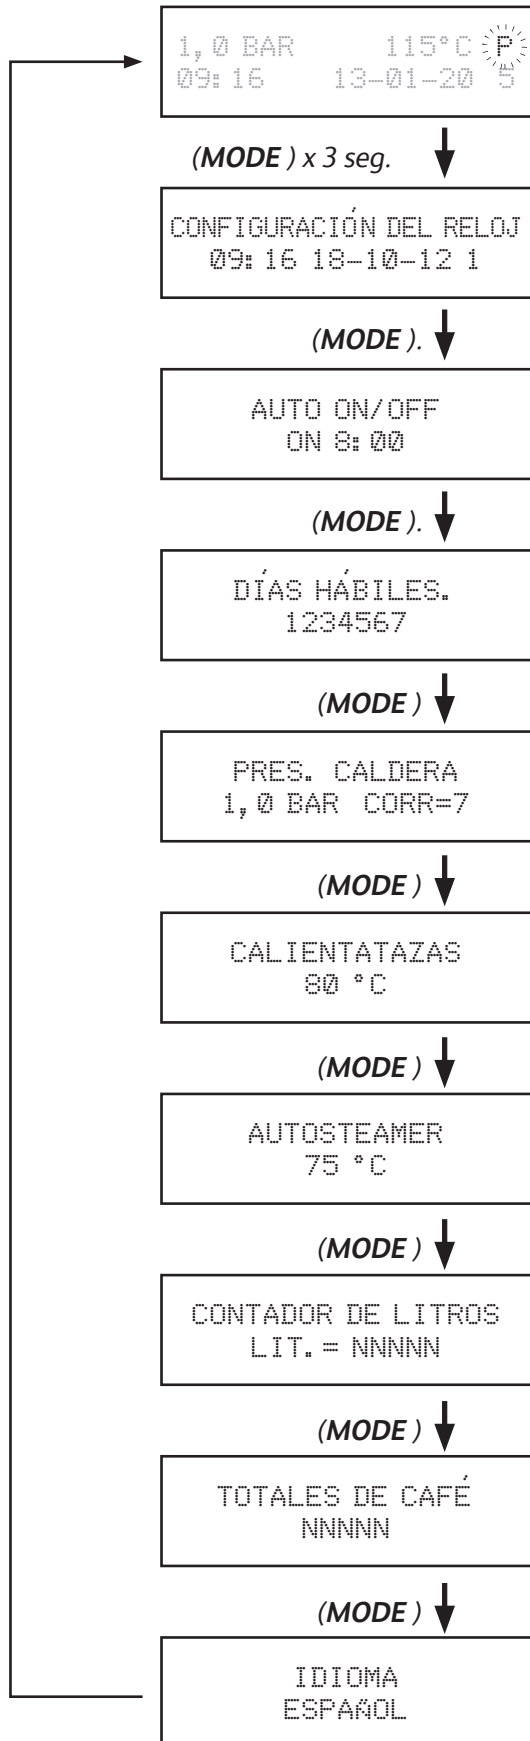 1,0 BAR 115°C P
09:16 13-01-20 5
(MODE ) x 3 seg.
CONFIGURACIÓN DEL RELOJ
09:16 18-10-12 1
(MODE ).
AUTO ON/OFF
ON 8:00
(MODE ).
DÍAS HÁBILES.
1234567
(MODE )
PRES. CALDERA
1,0 BAR CORR=7
(MODE )
CALIENTATAZAS
80 °C
(MODE )
AUTOSTEAMER
75 °C
(MODE )
CONTADOR DE LITROS
LIT.= NNNNN
(MODE )
TOTALES DE CAFÉ
NNNNN
(MODE )
IDIOMA
ESPAÑOL